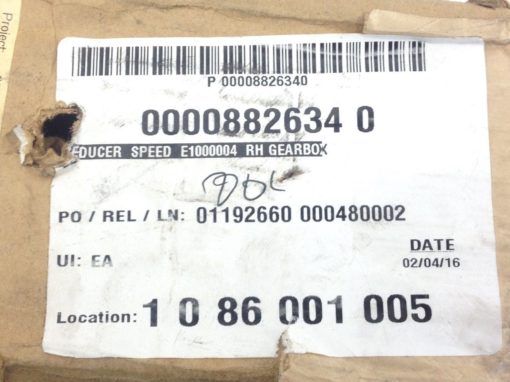 Project
P 00008826340
0000882634 0
EDUCER SPEED E1000004 RH GEARBOX
PO / REL / LN: 01192660 000480002
DATE
UI: EA
02/04/16
Location: 1 0 86 001 005